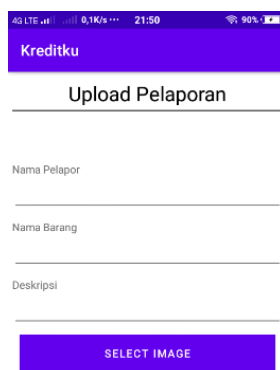 4G LTE 0,1K/s ... 21:50 90%
Kreditku
Upload Pelaporan
Nama Pelapor
Nama Barang
Deskripsi
SELECT IMAGE